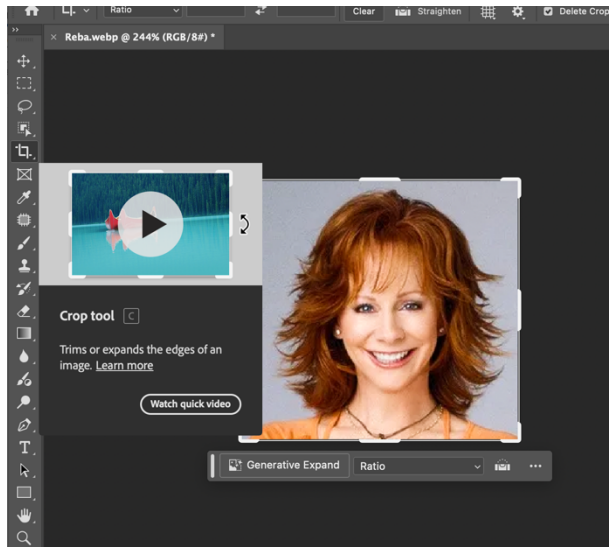 Ratio
Clear
Straighten
Delete Crop
Reba.webp @ 244% (RGB/8#) *
Crop tool C
Trims or expands the edges of an
image. Learn more
Watch quick video
Generative Expand
Ratio
T